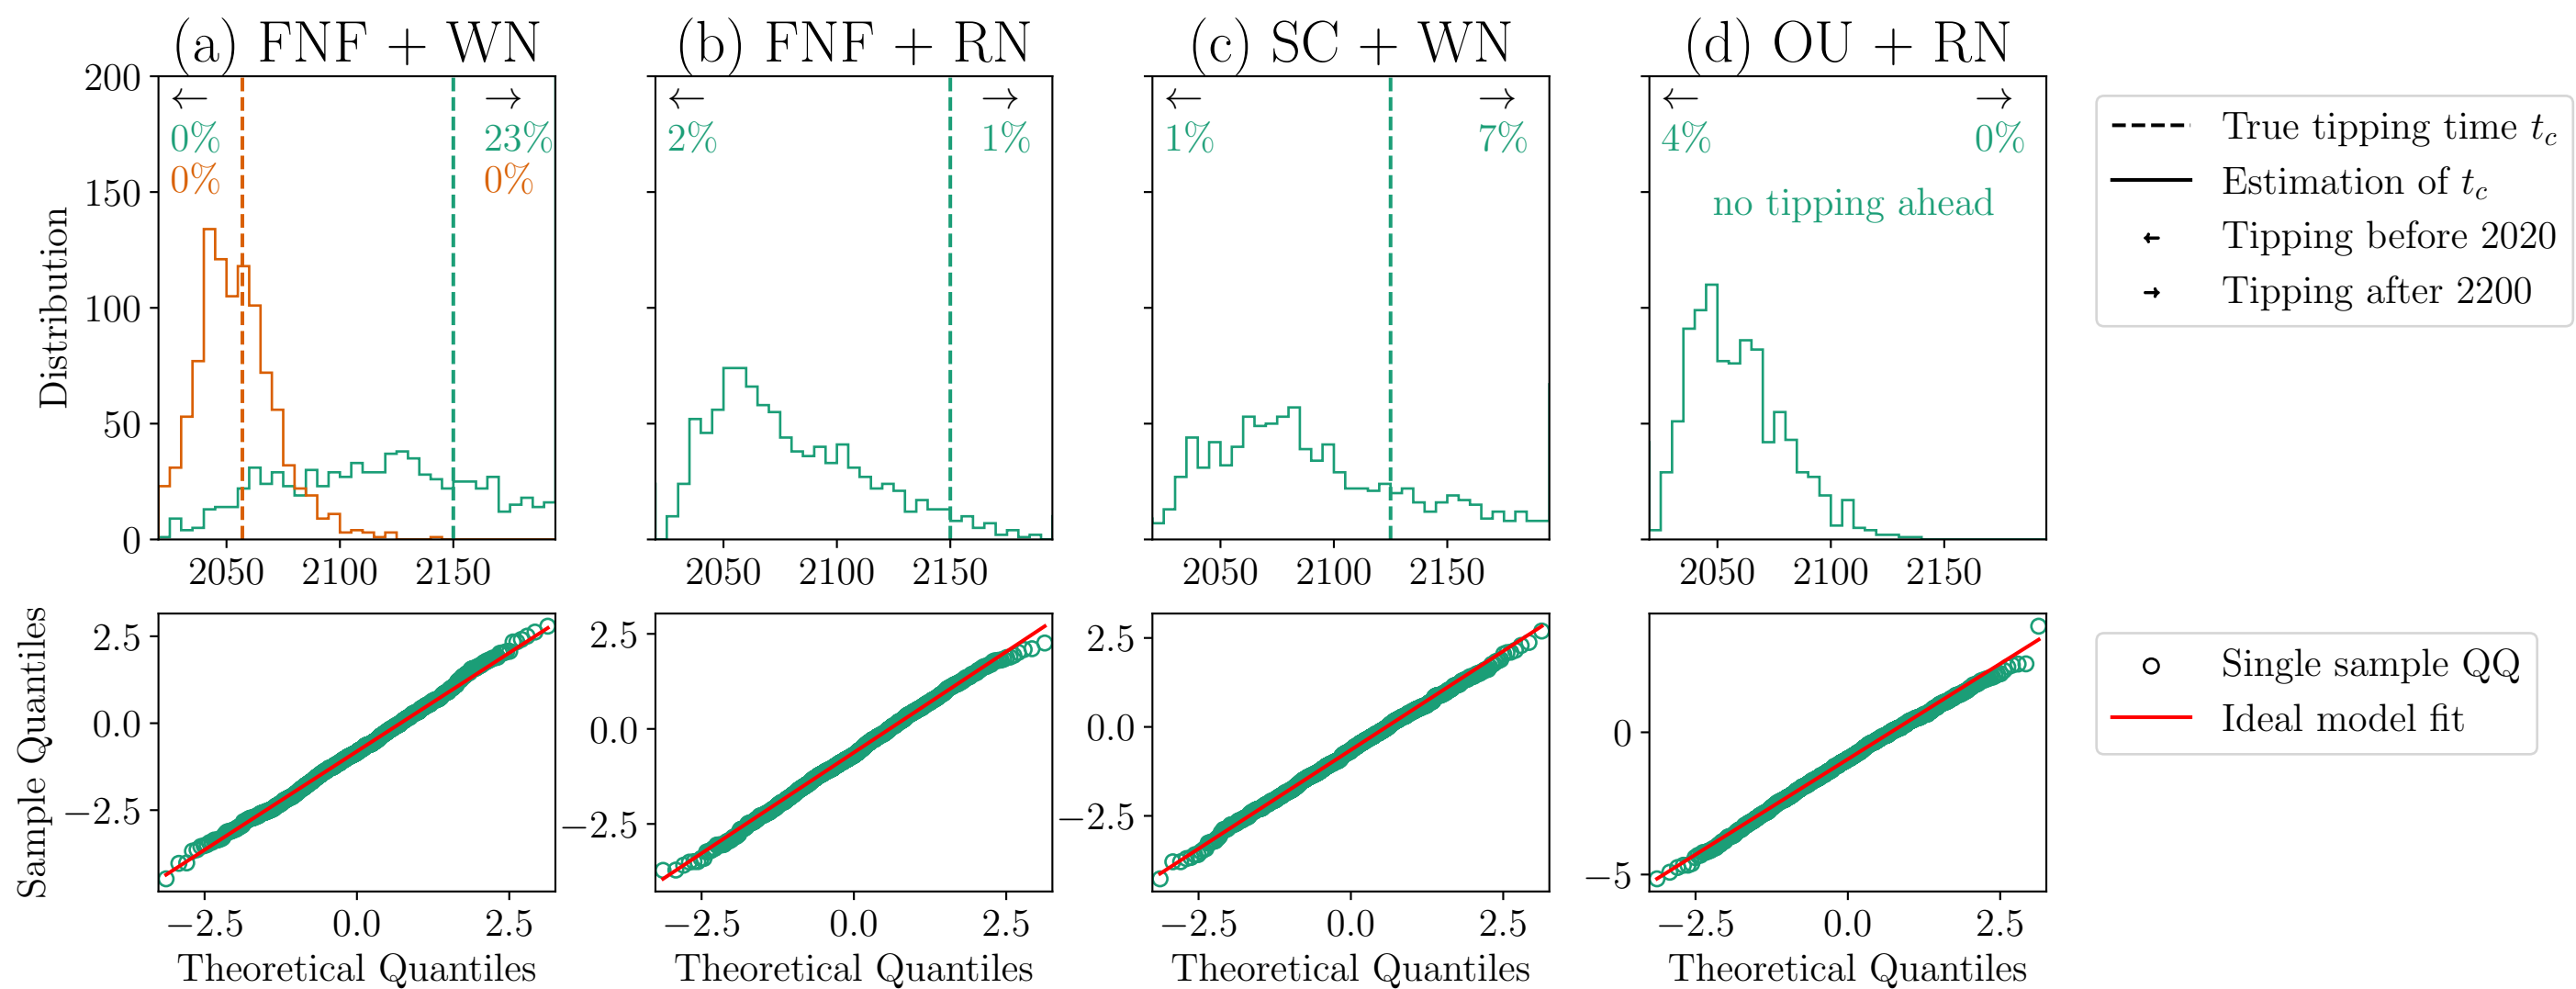 (a) FNF + WN
(b) FNF + RN
(c) SC + WN
(d) OU + RN
Distribution
200
150
100
50
0
←
→
0%
23%
0%
0%
←
→
2%
1%
←
→
1%
7%
←
→
4%
0%
no tipping ahead
2050 2100 2150
2050 2100 2150
2050 2100 2150
2050 2100 2150
True tipping time t_c
Estimation of t_c
← Tipping before 2020
→ Tipping after 2200
Sample Quantiles
2.5
0.0
−2.5
2.5
0.0
−2.5
2.5
0.0
−2.5
0
−5
−2.5 0.0 2.5
−2.5 0.0 2.5
−2.5 0.0 2.5
−2.5 0.0 2.5
Theoretical Quantiles
Theoretical Quantiles
Theoretical Quantiles
Theoretical Quantiles
Single sample QQ
Ideal model fit